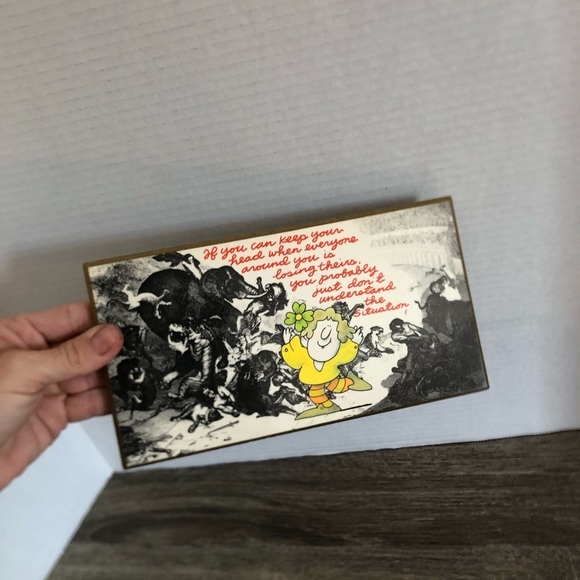 If you can keep your
head when everyone
around you is
losing theirs,
you probably
just don't
understand
the
situation.